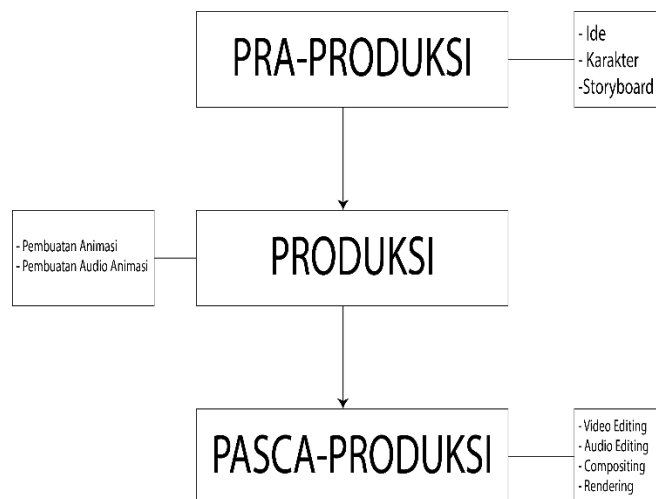 PRA-PRODUKSI
- Ide
- Karakter
-Storyboard
PRODUKSI
- Pembuatan Animasi
- Pembuatan Audio Animasi
PASCA-PRODUKSI
- Video Editing
- Audio Editing
- Compositing
- Rendering